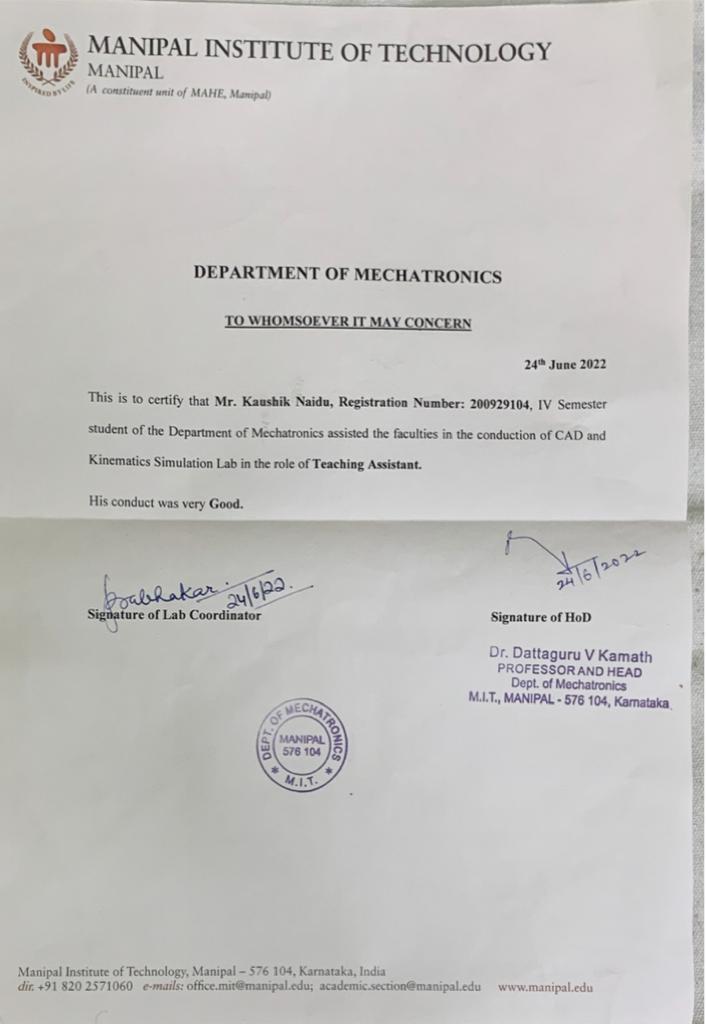 MANIPAL INSTITUTE OF TECHNOLOGY
MANIPAL
(A constituent unit of MAHE, Manipal)
INSPIRED BY LIFE
DEPARTMENT OF MECHATRONICS
TO WHOMSOEVER IT MAY CONCERN
24th June 2022
This is to certify that Mr. Kaushik Naidu, Registration Number: 200929104, IV Semester
student of the Department of Mechatronics assisted the faculties in the conduction of CAD and
Kinematics Simulation Lab in the role of Teaching Assistant.
His conduct was very Good.
Prabhakar. 24/6/22.
Signature of Lab Coordinator
24/6/2022
Signature of HoD
Dr. Dattaguru V Kamath
PROFESSOR AND HEAD
Dept. of Mechatronics
M.I.T., MANIPAL - 576 104, Karnataka
DEPT. OF MECHATRONICS
MANIPAL
576 104
* M.I.T. *
Manipal Institute of Technology, Manipal – 576 104, Karnataka, India
dir. +91 820 2571060 e-mails: office.mit@manipal.edu; academic.section@manipal.edu www.manipal.edu